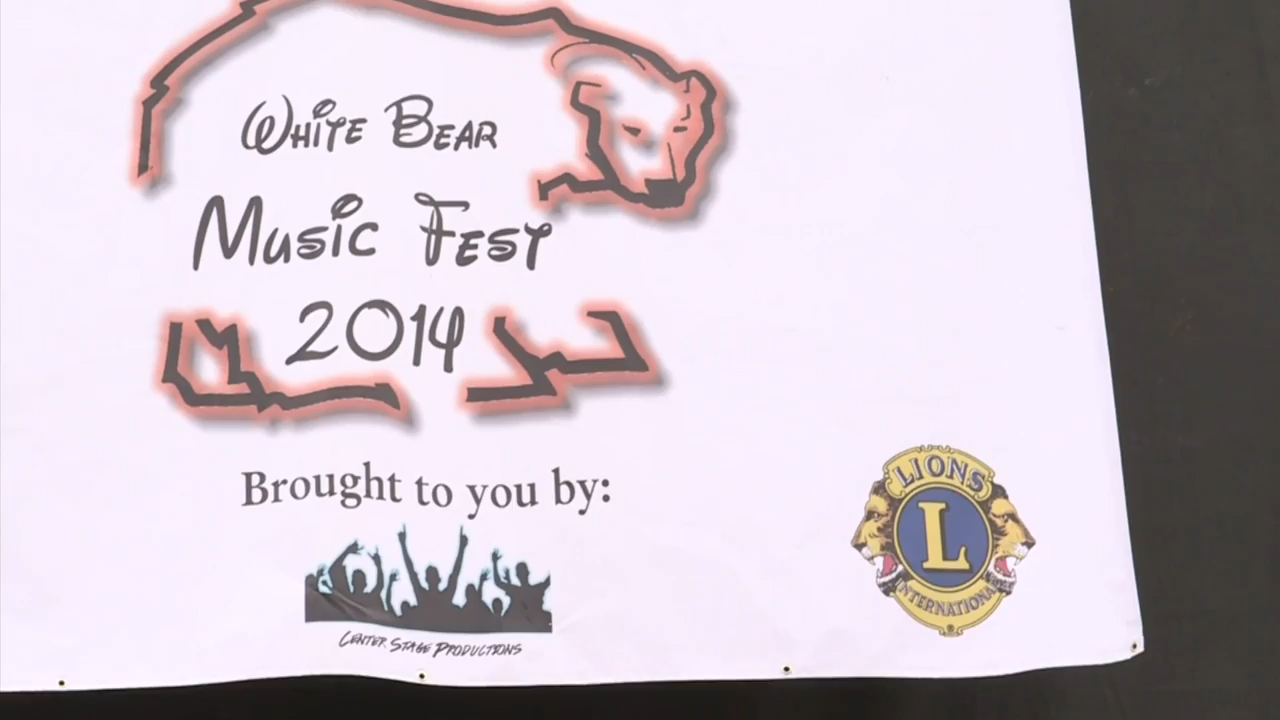 White Bear
Music Fest
2014
Brought to you by:
Center Stage Productions
LIONS
L
INTERNATIONAL
®